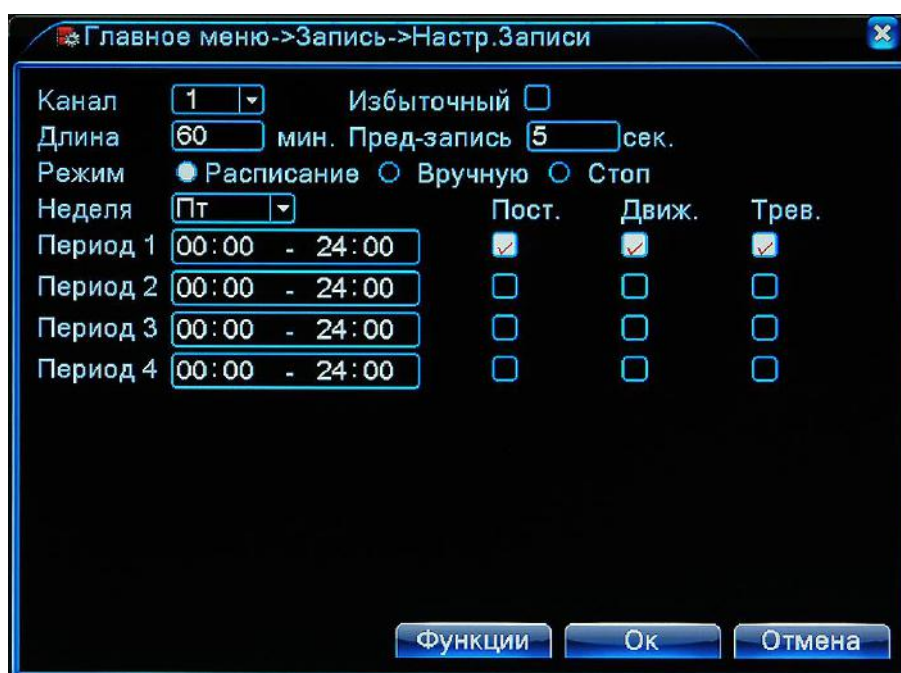 Главное меню->Запись->Настр.Записи
Канал 1 Избыточный
Длина 60 мин. Пред-запись 5 сек.
Режим Расписание Вручную Стоп
Неделя Пт Пост. Движ. Трев.
Период 1 00:00 - 24:00
Период 2 00:00 - 24:00
Период 3 00:00 - 24:00
Период 4 00:00 - 24:00
Функции Ок Отмена